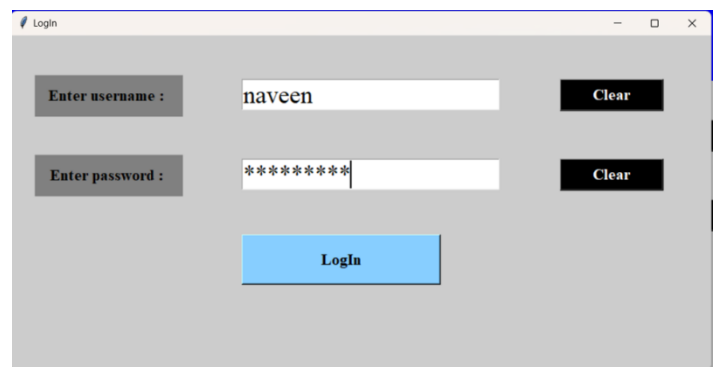 LogIn
Enter username : naveen Clear
Enter password : ********* Clear
LogIn